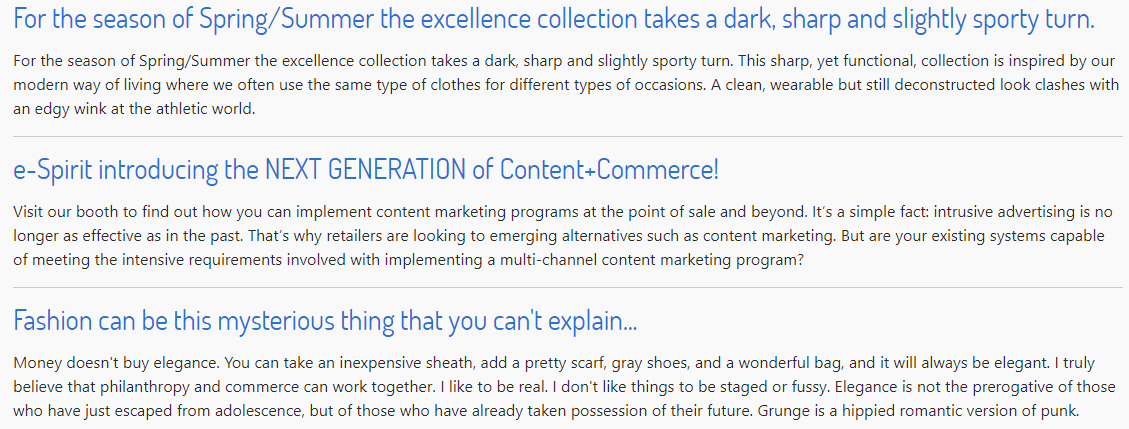 For the season of Spring/Summer the excellence collection takes a dark, sharp and slightly sporty turn.
For the season of Spring/Summer the excellence collection takes a dark, sharp and slightly sporty turn. This sharp, yet functional, collection is inspired by our
modern way of living where we often use the same type of clothes for different types of occasions. A clean, wearable but still deconstructed look clashes with
an edgy wink at the athletic world.
e-Spirit introducing the NEXT GENERATION of Content+Commerce!
Visit our booth to find out how you can implement content marketing programs at the point of sale and beyond. It's a simple fact: intrusive advertising is no
longer as effective as in the past. That's why retailers are looking to emerging alternatives such as content marketing. But are your existing systems capable
of meeting the intensive requirements involved with implementing a multi-channel content marketing program?
Fashion can be this mysterious thing that you can't explain...
Money doesn't buy elegance. You can take an inexpensive sheath, add a pretty scarf, gray shoes, and a wonderful bag, and it will always be elegant. I truly
believe that philanthropy and commerce can work together. I like to be real. I don't like things to be staged or fussy. Elegance is not the prerogative of those
who have just escaped from adolescence, but of those who have already taken possession of their future. Grunge is a hippied romantic version of punk.